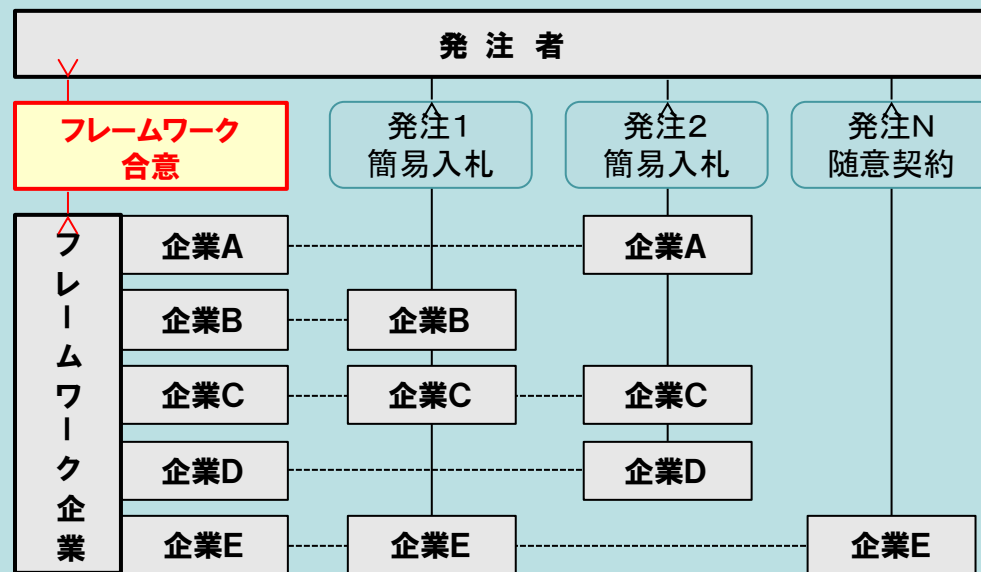 発 注 者
フレームワーク
合意
発注1
簡易入札
発注2
簡易入札
発注N
随意契約
フレームワーク企業
企業A
企業A
企業B
企業B
企業C
企業C
企業C
企業D
企業D
企業E
企業E
企業E